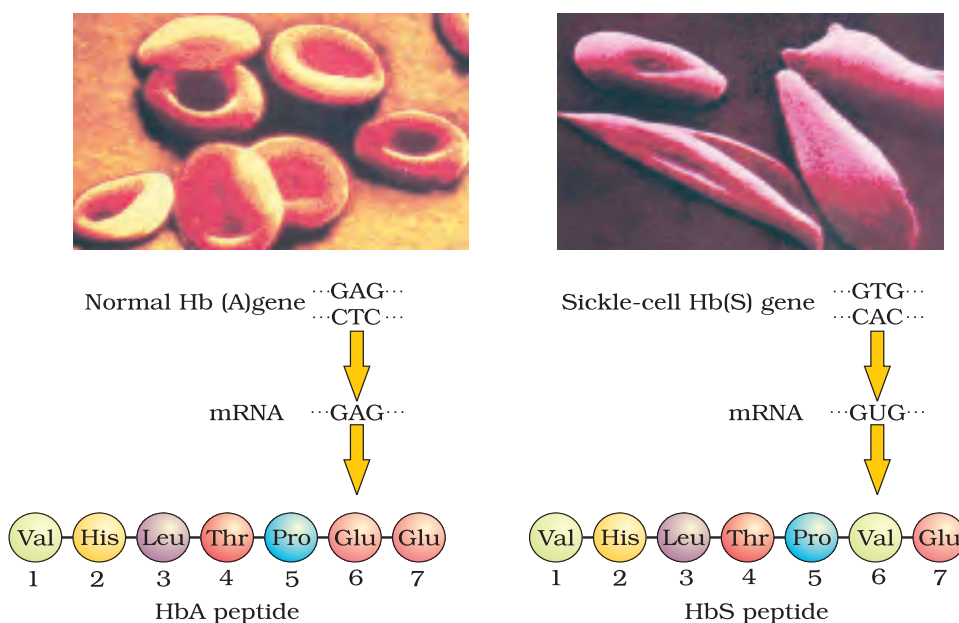 Normal Hb (A)gene
···GAG···
···CTC···
mRNA ···GAG···
Val His Leu Thr Pro Glu Glu
1 2 3 4 5 6 7
HbA peptide
Sickle-cell Hb(S) gene
···GTG···
···CAC···
mRNA ···GUG···
Val His Leu Thr Pro Val Glu
1 2 3 4 5 6 7
HbS peptide